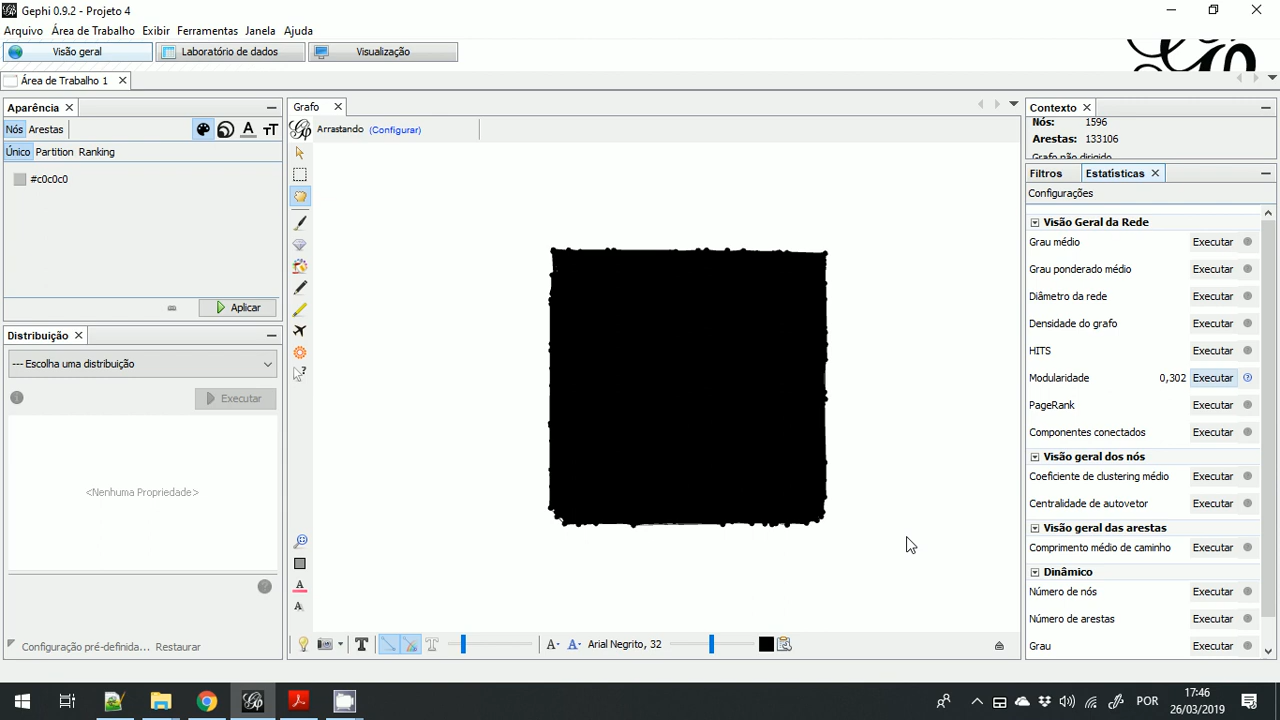 Gephi 0.9.2 - Projeto 4
Arquivo Área de Trabalho Exibir Ferramentas Janela Ajuda
Visão geral Laboratório de dados Visualização
Área de Trabalho 1
Aparência
Nós Arestas
Único Partition Ranking
#c0c0c0
Aplicar
Distribuição
--- Escolha uma distribuição
Executar
<Nenhuma Propriedade>
Configuração pré-definida... Restaurar
Grafo
Arrastando (Configurar)
Arial Negrito, 32
Contexto
Nós: 1596
Arestas: 133106
Grafo não dirigido
Filtros Estatísticas
Configurações
Visão Geral da Rede
Grau médio Executar
Grau ponderado médio Executar
Diâmetro da rede Executar
Densidade do grafo Executar
HITS Executar
Modularidade 0,302 Executar
PageRank Executar
Componentes conectados Executar
Visão geral dos nós
Coeficiente de clustering médio Executar
Centralidade de autovetor Executar
Visão geral das arestas
Comprimento médio de caminho Executar
Dinâmico
Número de nós Executar
Número de arestas Executar
Grau Executar
POR
17:46
26/03/2019